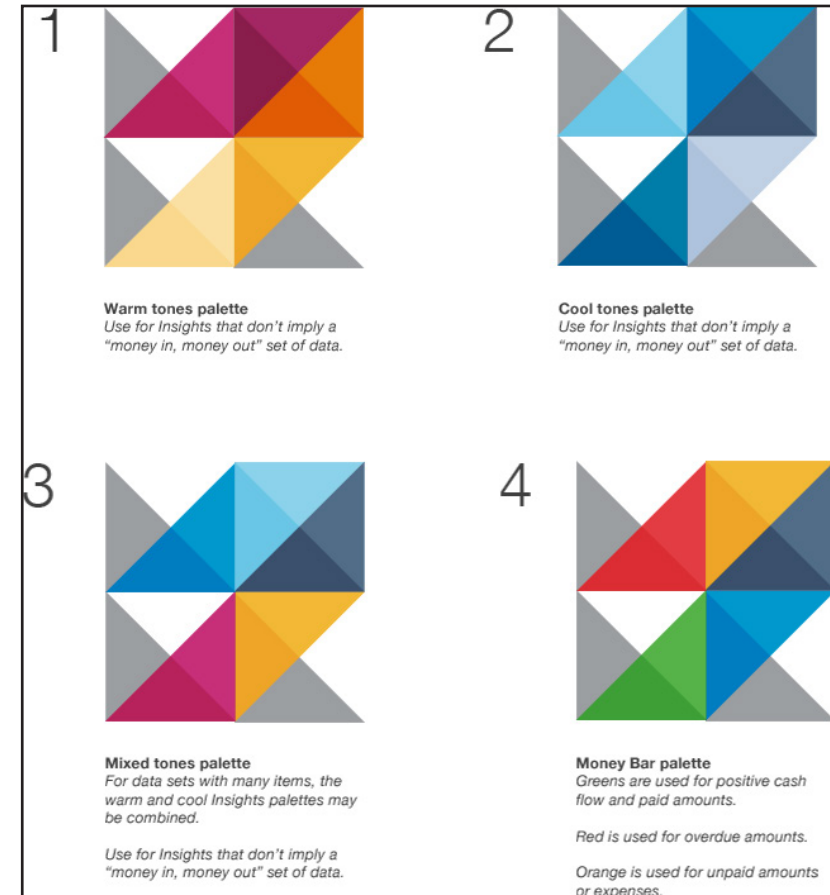 1
Warm tones palette
Use for Insights that don't imply a
"money in, money out" set of data.
2
Cool tones palette
Use for Insights that don't imply a
"money in, money out" set of data.
3
Mixed tones palette
For data sets with many items, the
warm and cool Insights palettes may
be combined.
Use for Insights that don't imply a
"money in, money out" set of data.
4
Money Bar palette
Greens are used for positive cash
flow and paid amounts.
Red is used for overdue amounts.
Orange is used for unpaid amounts
or expenses.